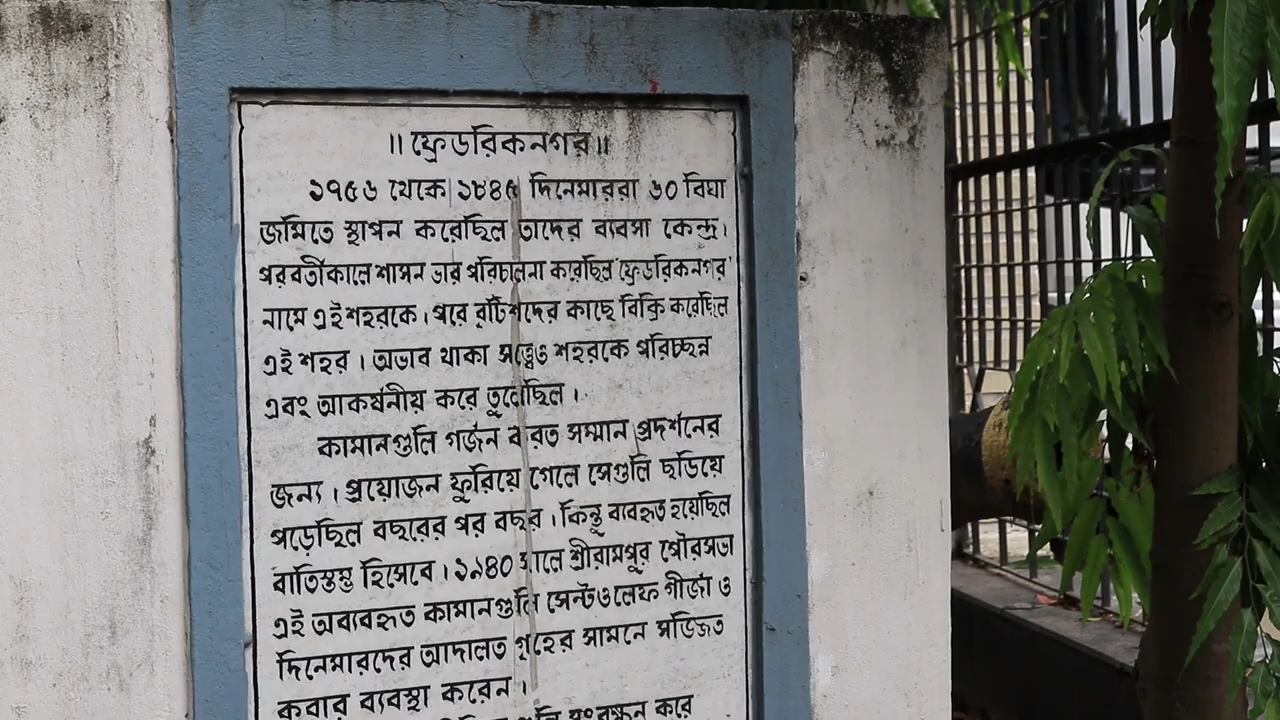 ॥ ফ্রেডরিকনগর ॥
১৭৫৬ থেকে ১৮৪৫ দিনেমাররা ৬০ বিঘা
জমিতে স্থাপন করেছিল তাদের ব্যবসা কেন্দ্র।
পরবর্তীকালে শাসন ভার পরিচালনা করেছিল 'ফ্রেডরিকনগর'
নামে এই শহরকে। পরে বৃটিশদের কাছে বিক্রি করেছিল
এই শহর। অভাব থাকা সত্ত্বেও শহরকে পরিচ্ছন্ন
এবং আকর্ষনীয় করে তুলেছিল।
কামানগুলি গর্জন করত সম্মান প্রদর্শনের
জন্য। প্রয়োজন ফুরিয়ে গেলে সেগুলি ছড়িয়ে
পড়েছিল বছরের পর বছর। কিন্তু ব্যবহৃত হয়েছিল
বাতিস্তম্ভ হিসেবে। ১৯৪০ সালে শ্রীরামপুর পৌরসভা
এই অব্যবহৃত কামানগুলি সেন্টওলেফ গীর্জা ও
দিনেমারদের আদালত গৃহের সামনে সজ্জিত
করবার ব্যবস্থা করেন।
সংরক্ষন করে